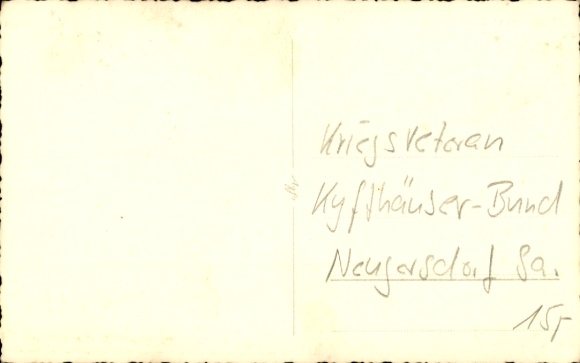 Kriegsveteran
Kyffhäuser-Bund
Neugersdorf Sa.
15,-